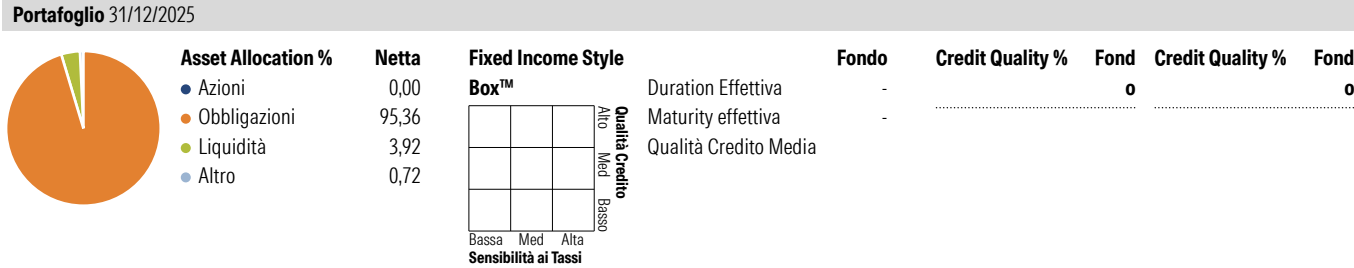 Portafoglio 31/12/2025
Asset Allocation % Netta
Azioni 0,00
Obbligazioni 95,36
Liquidità 3,92
Altro 0,72
Fixed Income Style
Box™
Alto Med Basso
Qualità Credito
Bassa Med Alta
Sensibilità ai Tassi
Fondo
Duration Effettiva -
Maturity effettiva -
Qualità Credito Media
Credit Quality % Fond
o
Credit Quality % Fond
o